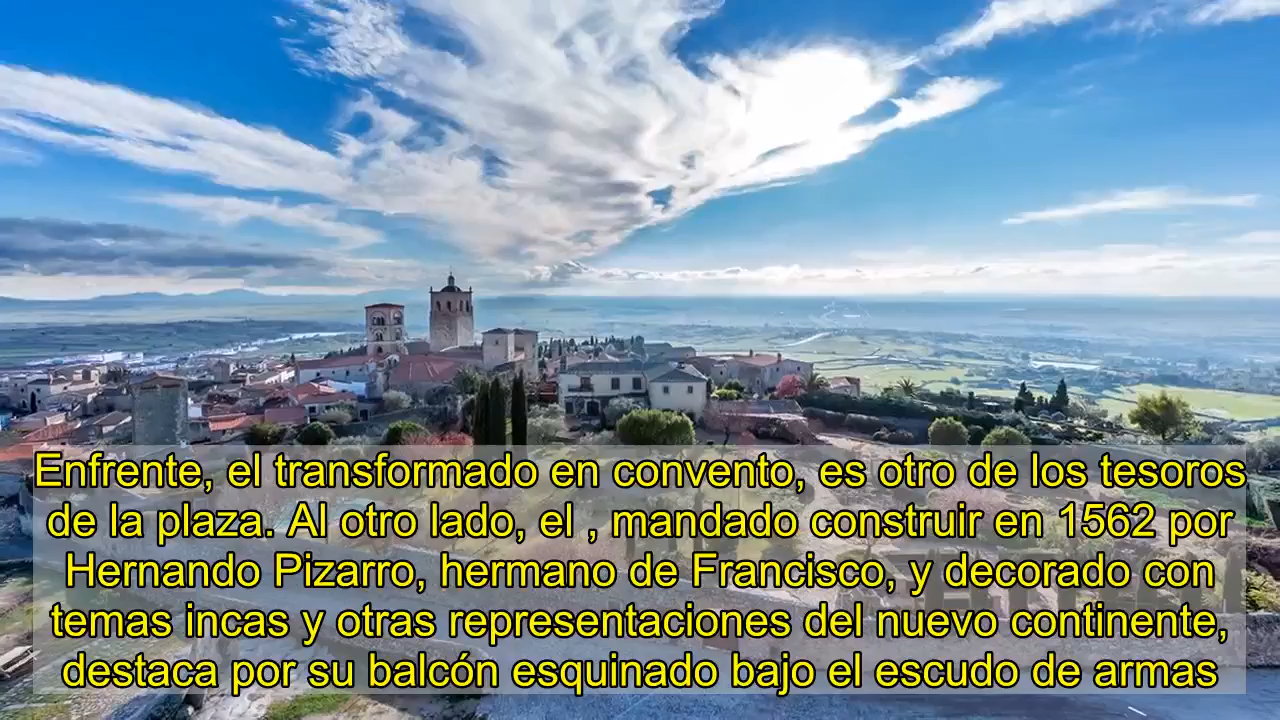 Enfrente, el transformado en convento, es otro de los tesoros
de la plaza. Al otro lado, el , mandado construir en 1562 por
Hernando Pizarro, hermano de Francisco, y decorado con
temas incas y otras representaciones del nuevo continente,
destaca por su balcón esquinado bajo el escudo de armas